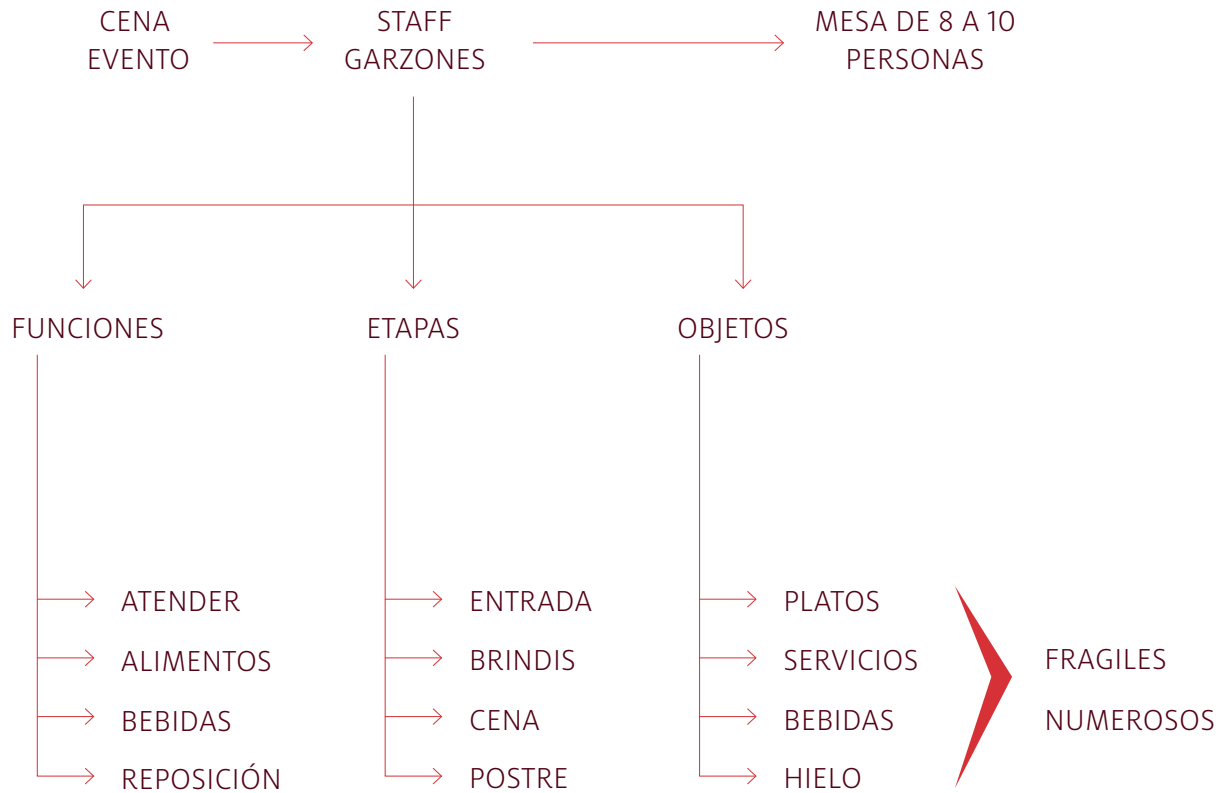 CENA
EVENTO
STAFF
GARZONES
MESA DE 8 A 10
PERSONAS
FUNCIONES
ETAPAS
OBJETOS
ATENDER
ALIMENTOS
BEBIDAS
REPOSICIÓN
ENTRADA
BRINDIS
CENA
POSTRE
PLATOS
SERVICIOS
BEBIDAS
HIELO
FRAGILES
NUMEROSOS